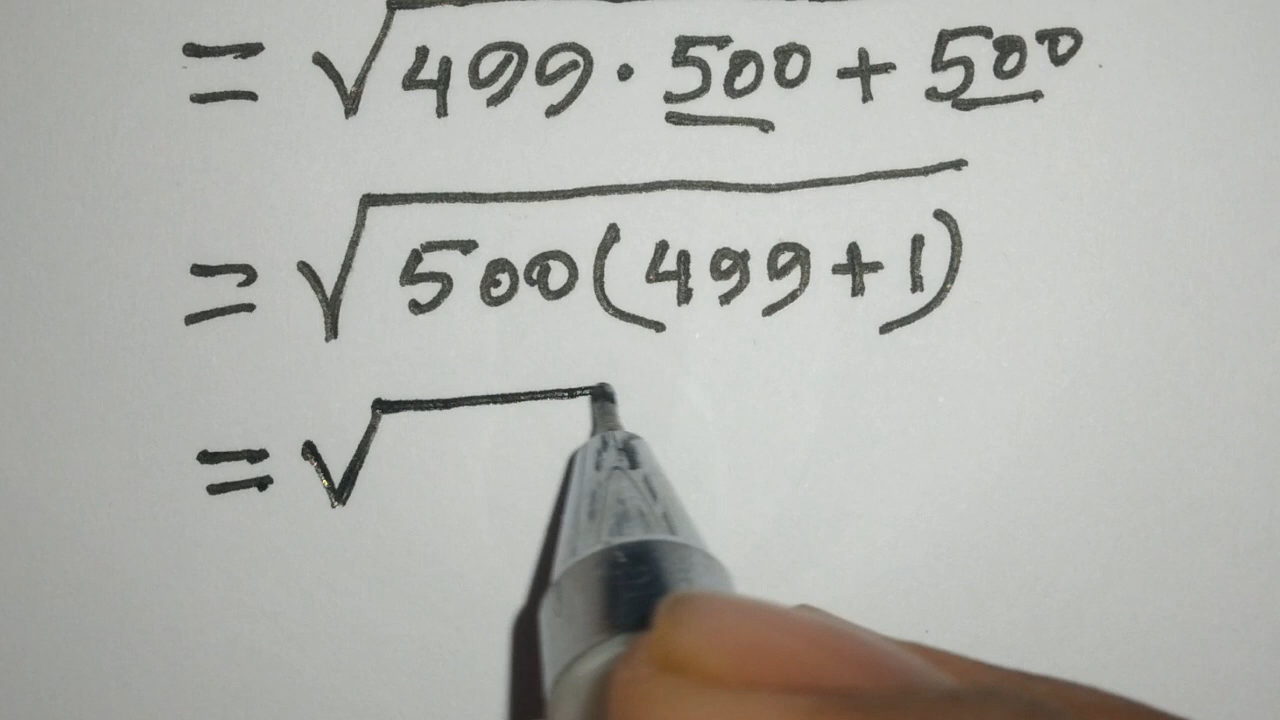 = √499 · 500 + 500
= √500(499 + 1)
= √